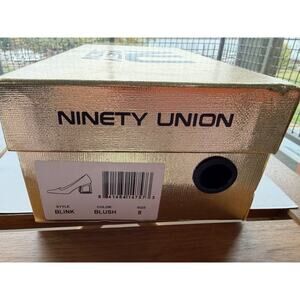 NINETY UNION
STYLE COLOR SIZE
BLINK BLUSH 8